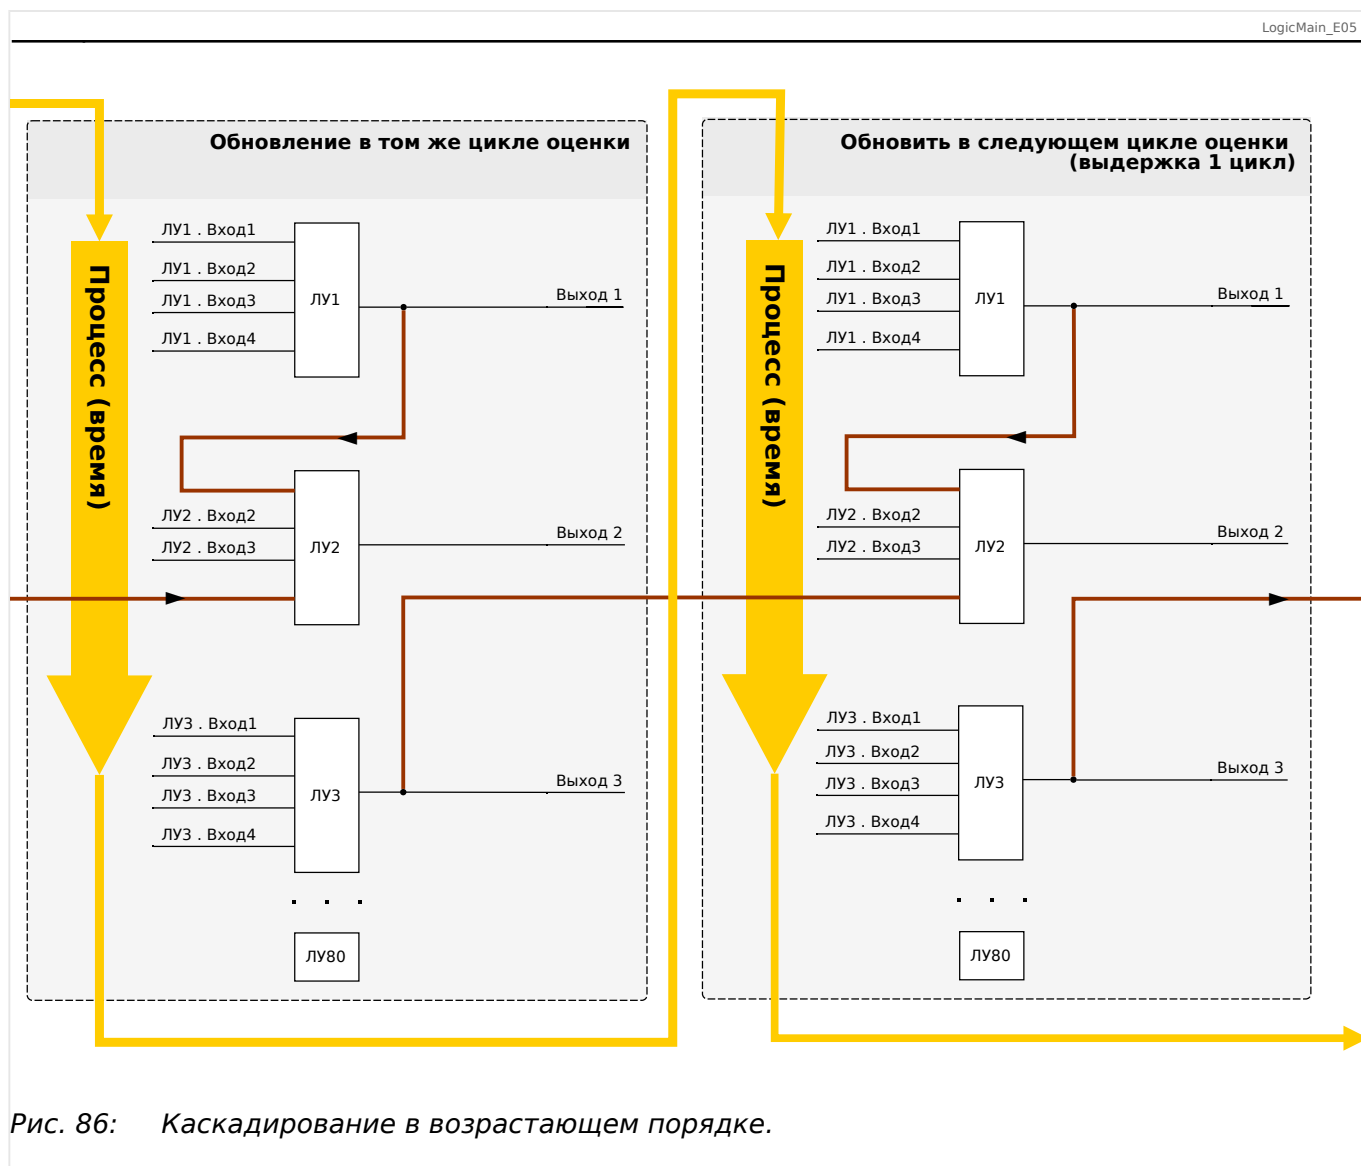 LogicMain_E05
Обновление в том же цикле оценки
Процесс (время)
ЛУ1 . Вход1
ЛУ1 . Вход2
ЛУ1 . Вход3
ЛУ1 . Вход4
ЛУ1
Выход 1
ЛУ2 . Вход2
ЛУ2 . Вход3
ЛУ2
Выход 2
ЛУ3 . Вход1
ЛУ3 . Вход2
ЛУ3 . Вход3
ЛУ3 . Вход4
ЛУ3
Выход 3
. . .
ЛУ80
Обновить в следующем цикле оценки
(выдержка 1 цикл)
Процесс (время)
ЛУ1 . Вход1
ЛУ1 . Вход2
ЛУ1 . Вход3
ЛУ1 . Вход4
ЛУ1
Выход 1
ЛУ2 . Вход2
ЛУ2 . Вход3
ЛУ2
Выход 2
ЛУ3 . Вход1
ЛУ3 . Вход2
ЛУ3 . Вход3
ЛУ3 . Вход4
ЛУ3
Выход 3
. . .
ЛУ80
Рис. 86: Каскадирование в возрастающем порядке.